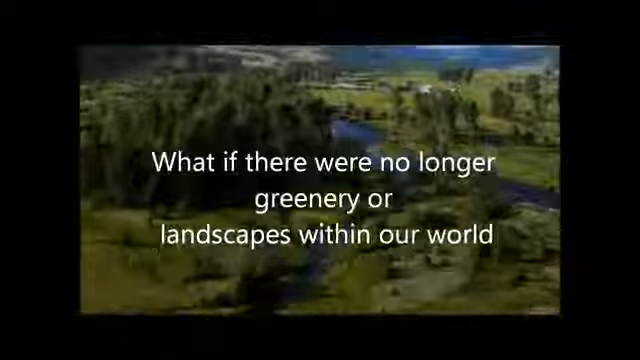 What if there were no longer
greenery or
landscapes within our world